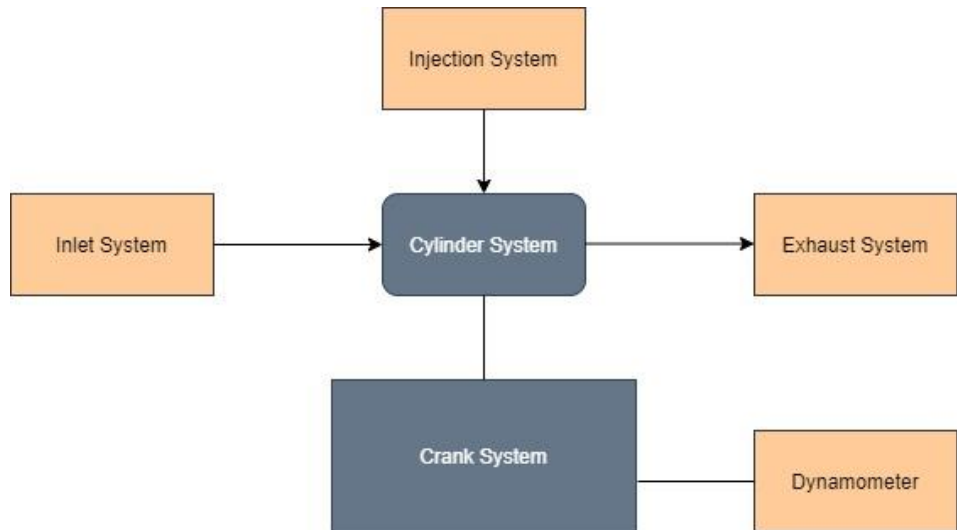 Injection System
Inlet System
Cylinder System
Exhaust System
Crank System
Dynamometer